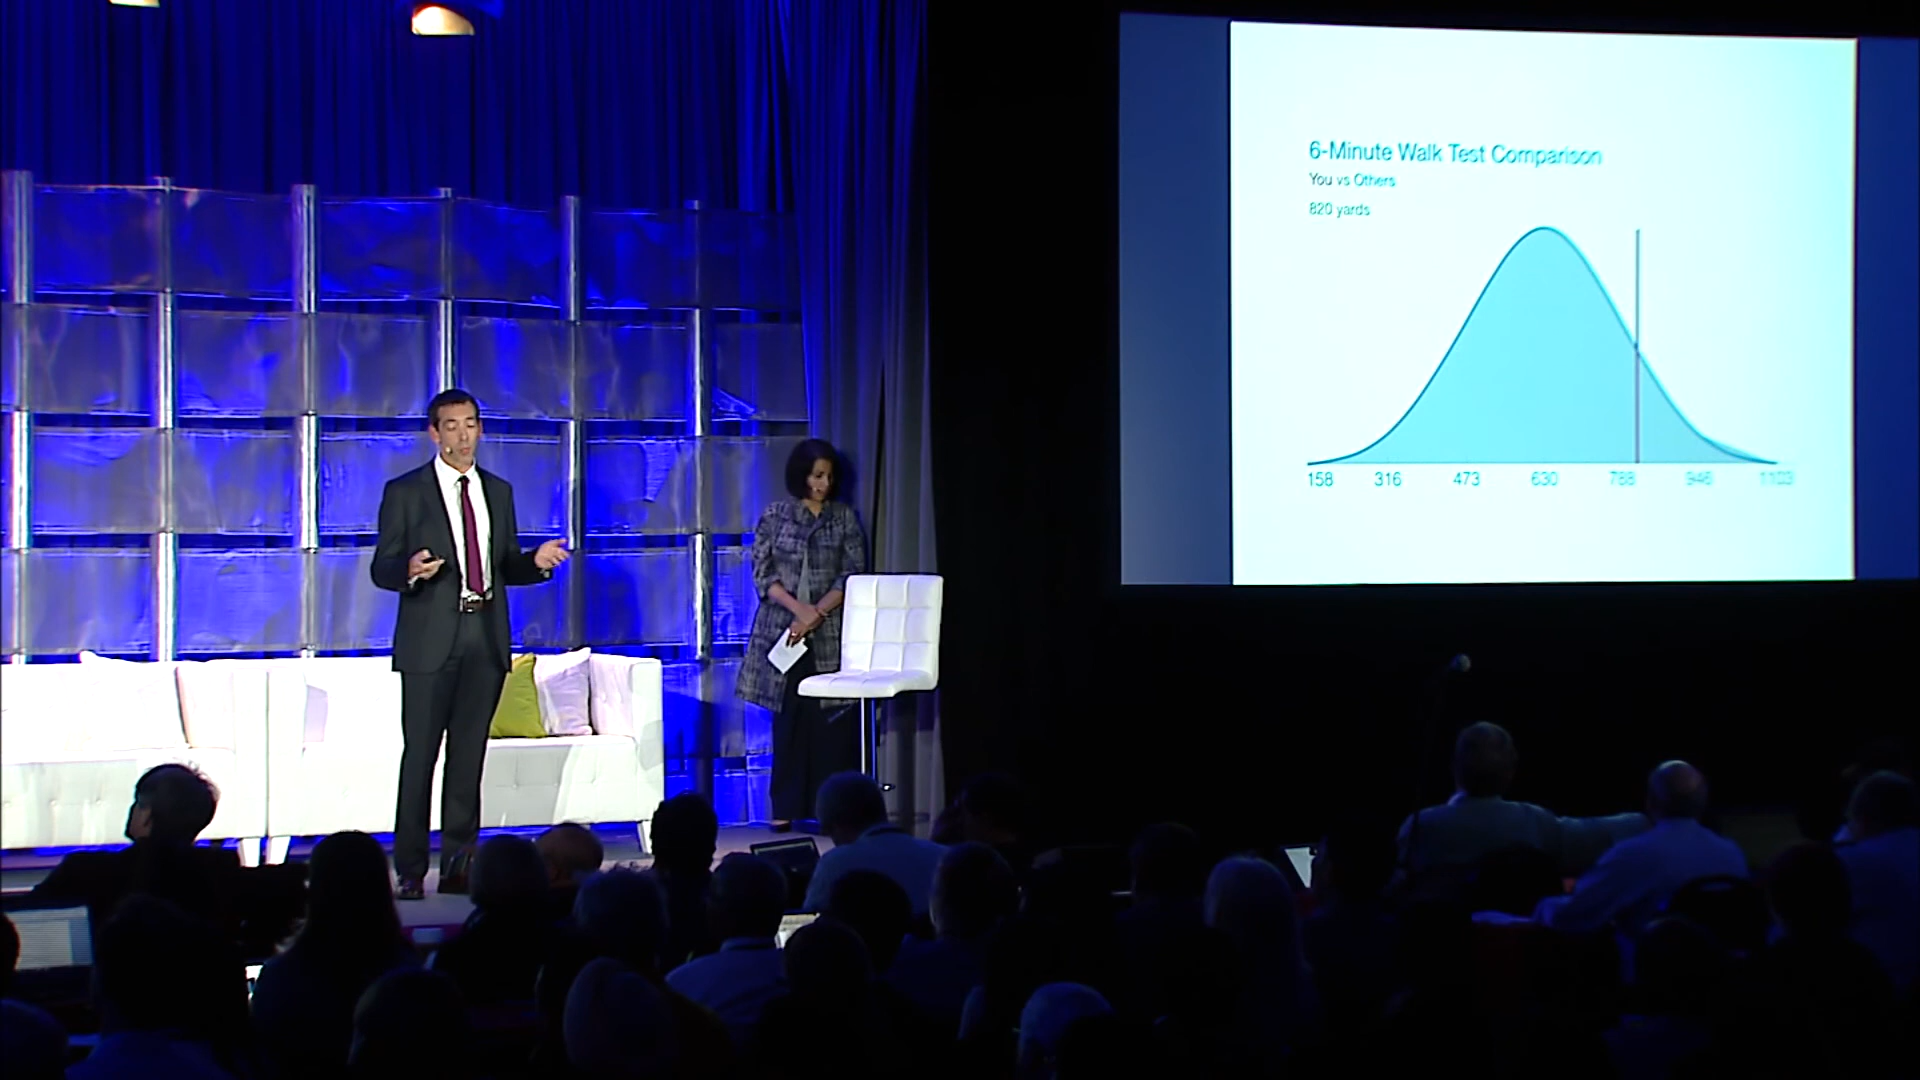 6-Minute Walk Test Comparison
You vs Others
820 yards
158 316 473 630 788 946 1103